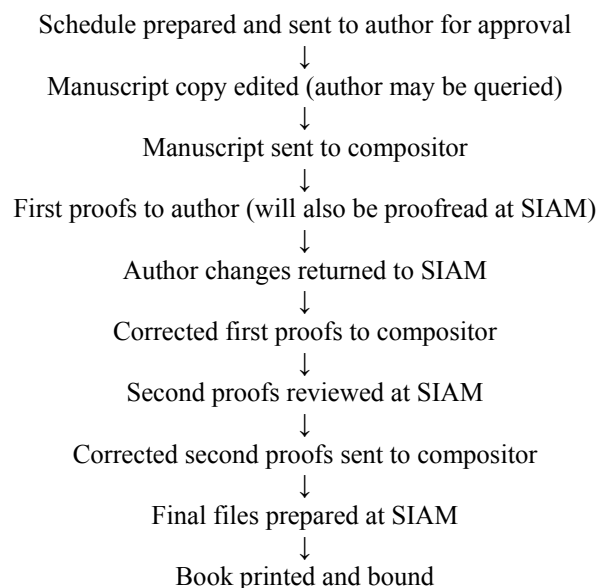 Schedule prepared and sent to author for approval
↓
Manuscript copy edited (author may be queried)
↓
Manuscript sent to compositor
↓
First proofs to author (will also be proofread at SIAM)
↓
Author changes returned to SIAM
↓
Corrected first proofs to compositor
↓
Second proofs reviewed at SIAM
↓
Corrected second proofs sent to compositor
↓
Final files prepared at SIAM
↓
Book printed and bound